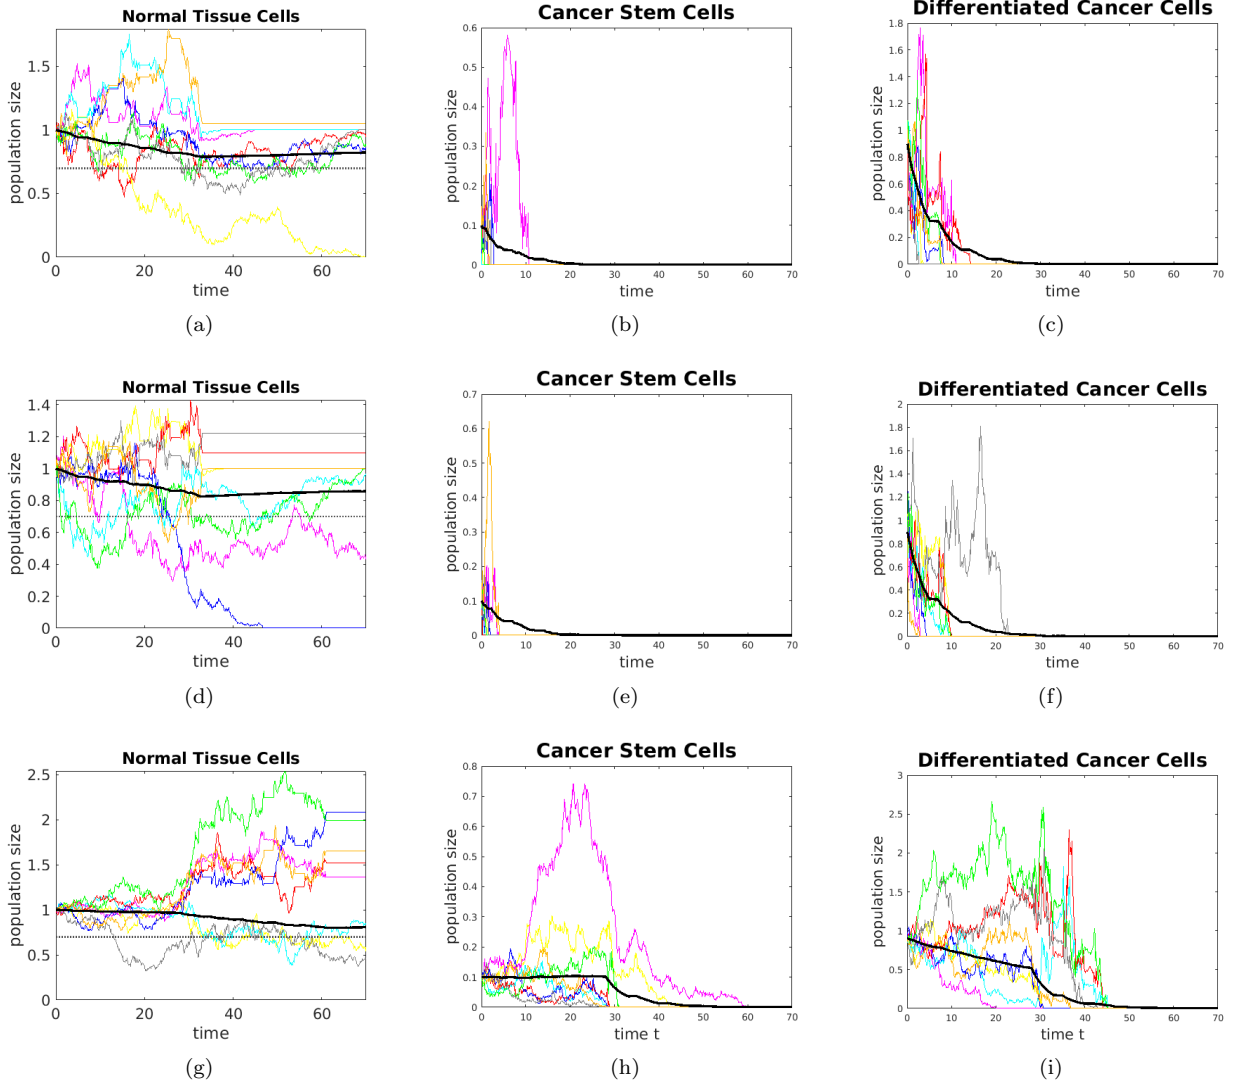 Normal Tissue Cells
Cancer Stem Cells
Differentiated Cancer Cells
population size
1.5
1
0.5
0
0 20 40 60
time
(a)
population size
0.6
0.5
0.4
0.3
0.2
0.1
0
0 10 20 30 40 50 60 70
time
(b)
population size
1.8
1.6
1.4
1.2
1
0.8
0.6
0.4
0.2
0
0 10 20 30 40 50 60 70
time
(c)
Normal Tissue Cells
Cancer Stem Cells
Differentiated Cancer Cells
population size
1.4
1.2
1
0.8
0.6
0.4
0.2
0
0 20 40 60
time
(d)
population size
0.7
0.6
0.5
0.4
0.3
0.2
0.1
0
0 10 20 30 40 50 60 70
time
(e)
population size
2
1.8
1.6
1.4
1.2
1
0.8
0.6
0.4
0.2
0
0 10 20 30 40 50 60 70
time
(f)
Normal Tissue Cells
Cancer Stem Cells
Differentiated Cancer Cells
population size
2.5
2
1.5
1
0.5
0
0 20 40 60
time
(g)
population size
0.8
0.7
0.6
0.5
0.4
0.3
0.2
0.1
0
0 10 20 30 40 50 60 70
time t
(h)
population size
3
2.5
2
1.5
1
0.5
0
0 10 20 30 40 50 60 70
time t
(i)